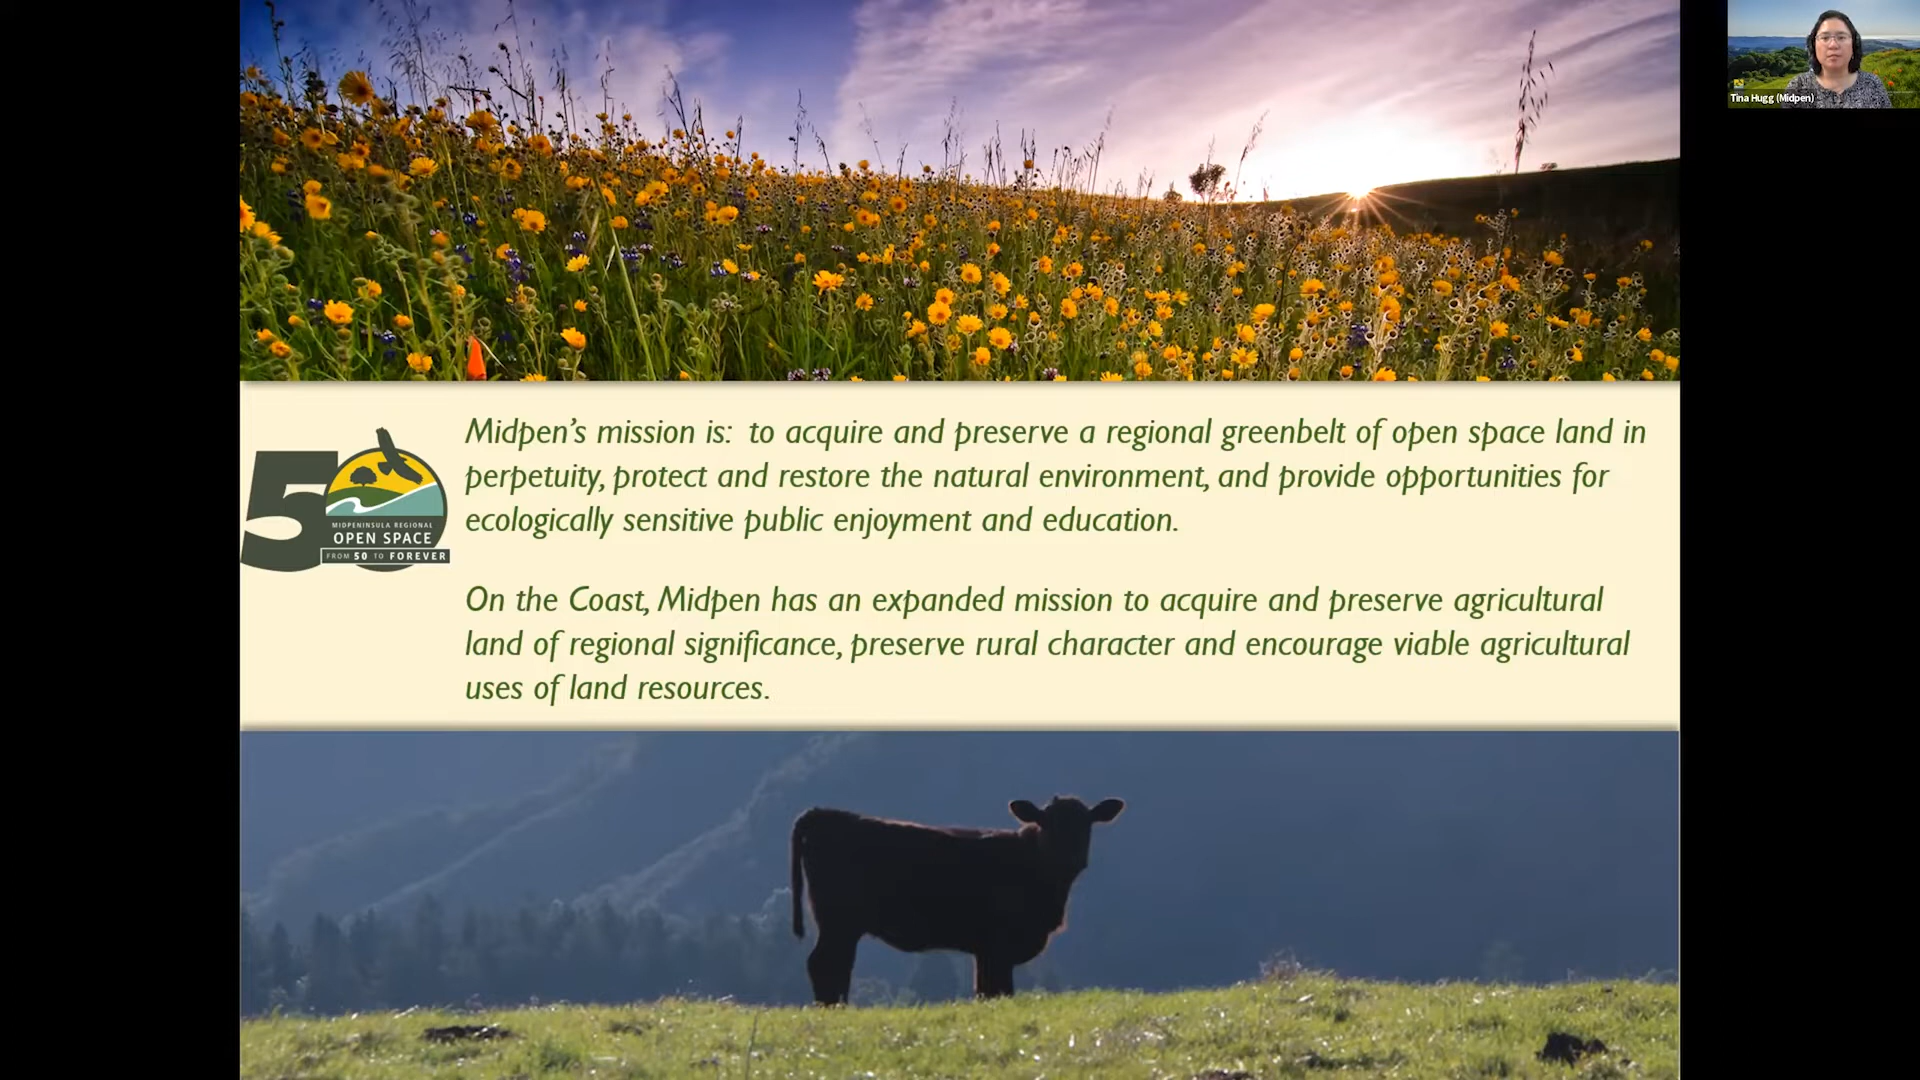 Tina Hugg (Midpen)
Midpen’s mission is: to acquire and preserve a regional greenbelt of open space land in
perpetuity, protect and restore the natural environment, and provide opportunities for
ecologically sensitive public enjoyment and education.
50
MIDPENINSULA REGIONAL
OPEN SPACE
FROM 50 TO FOREVER
On the Coast, Midpen has an expanded mission to acquire and preserve agricultural
land of regional significance, preserve rural character and encourage viable agricultural
uses of land resources.